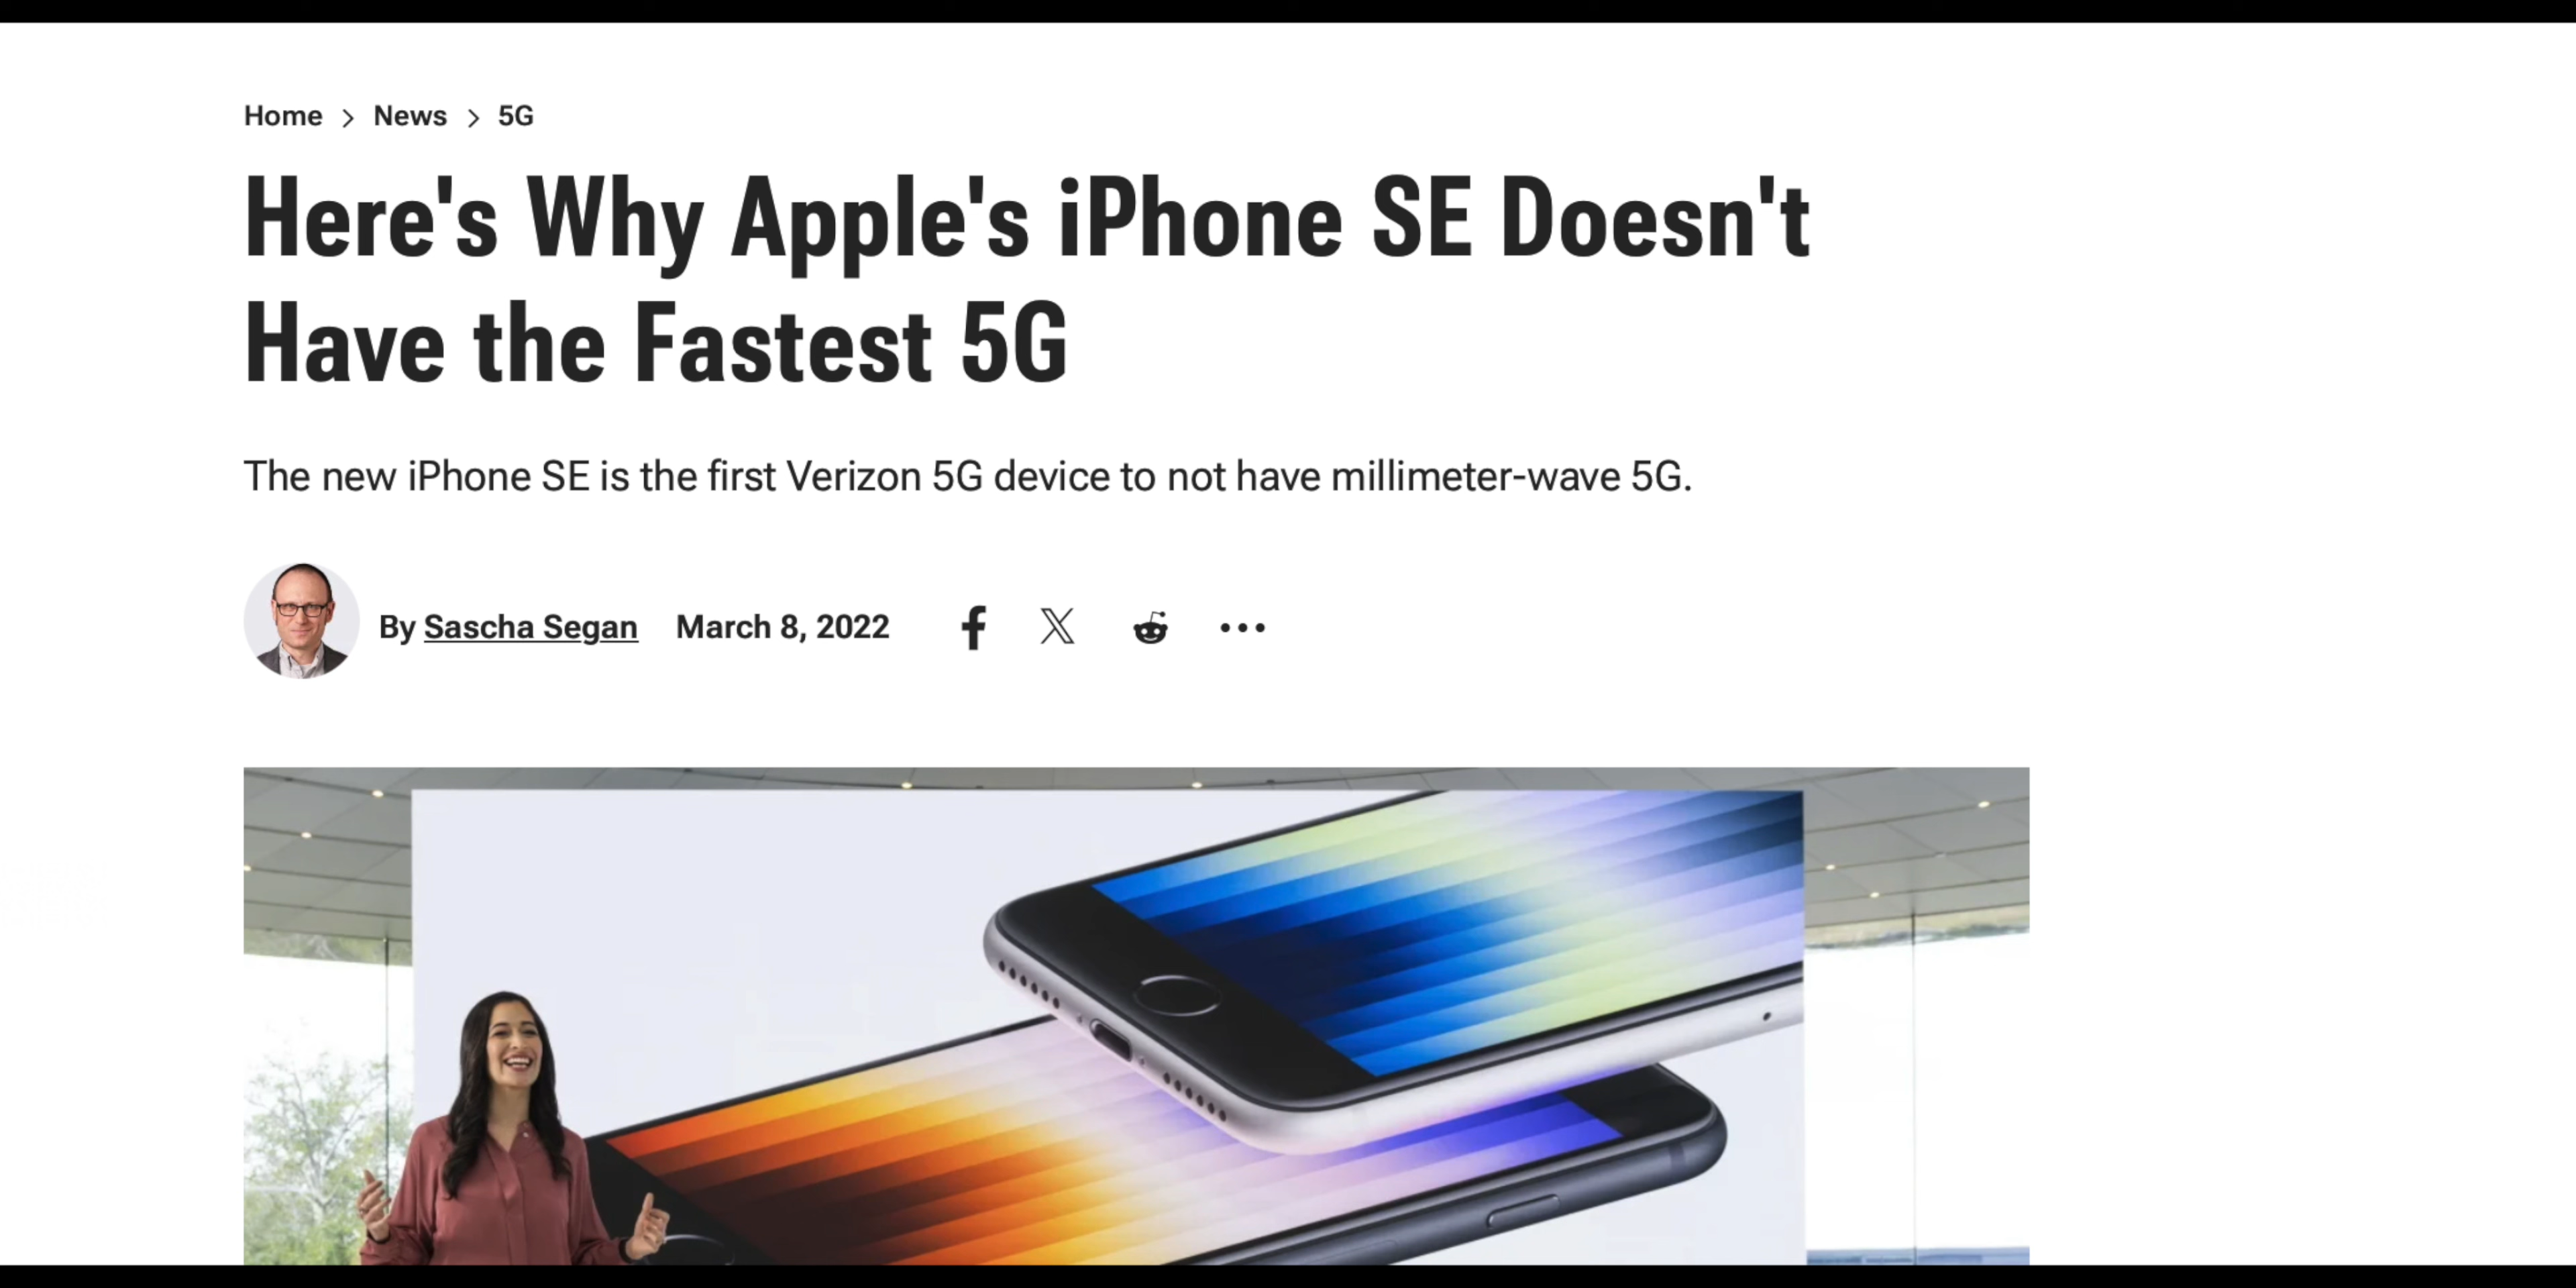 Home > News > 5G
Here's Why Apple's iPhone SE Doesn't
Have the Fastest 5G
The new iPhone SE is the first Verizon 5G device to not have millimeter-wave 5G.
By Sascha Segan March 8, 2022